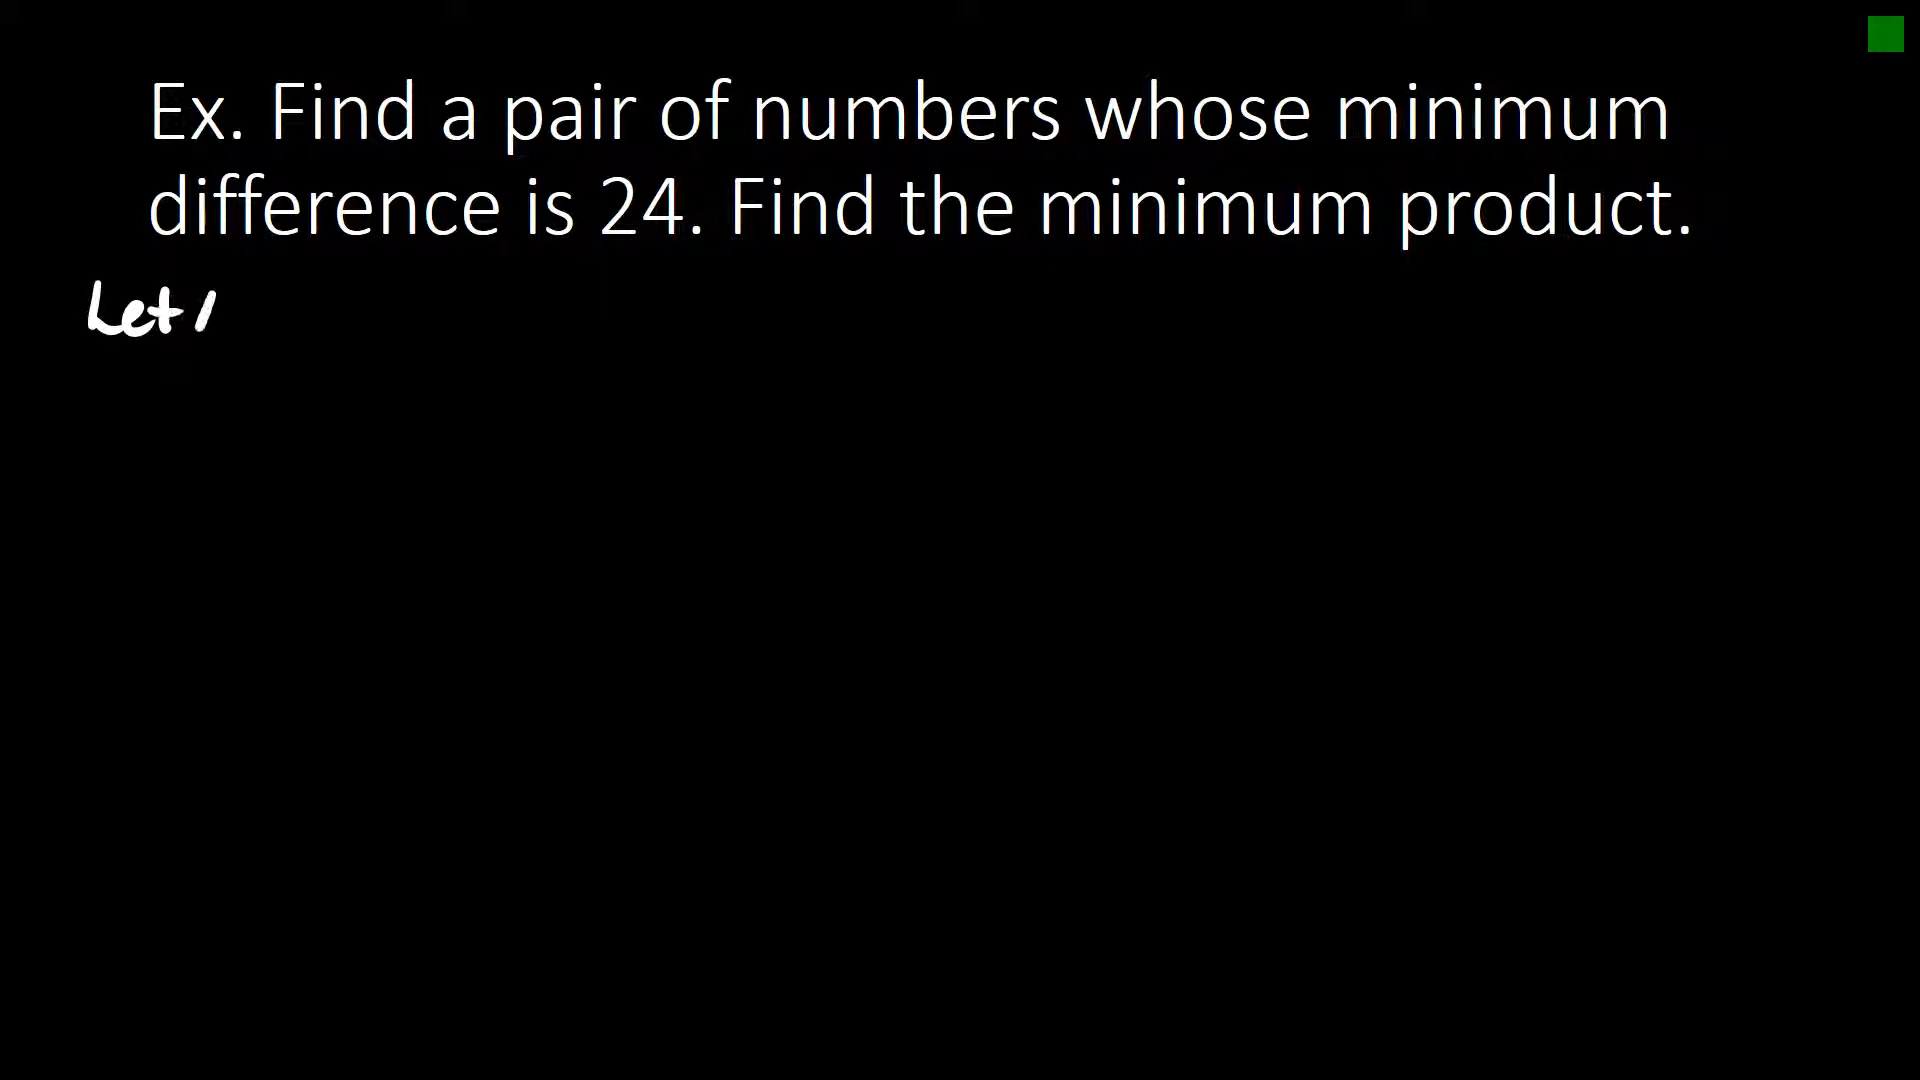 Ex. Find a pair of numbers whose minimum
difference is 24. Find the minimum product.
Let